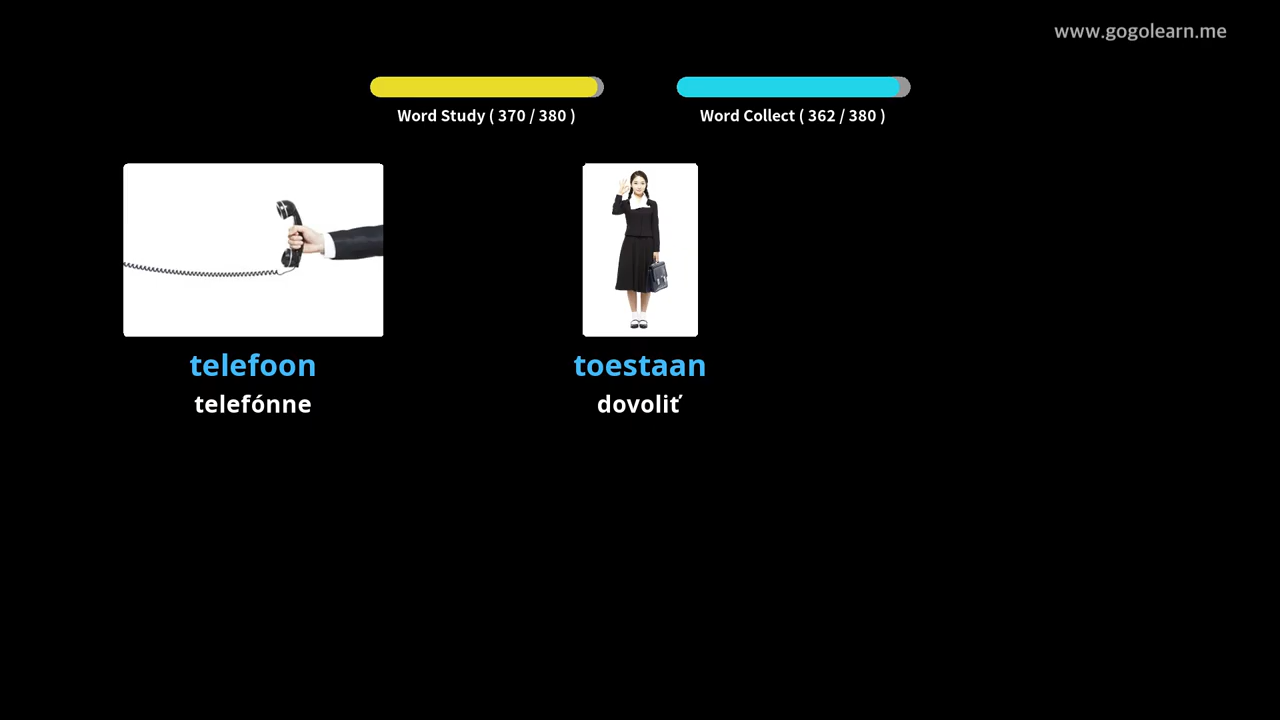 www.gogolearn.me
Word Study ( 370 / 380 )
Word Collect ( 362 / 380 )
telefoon
telefónne
toestaan
dovoliť